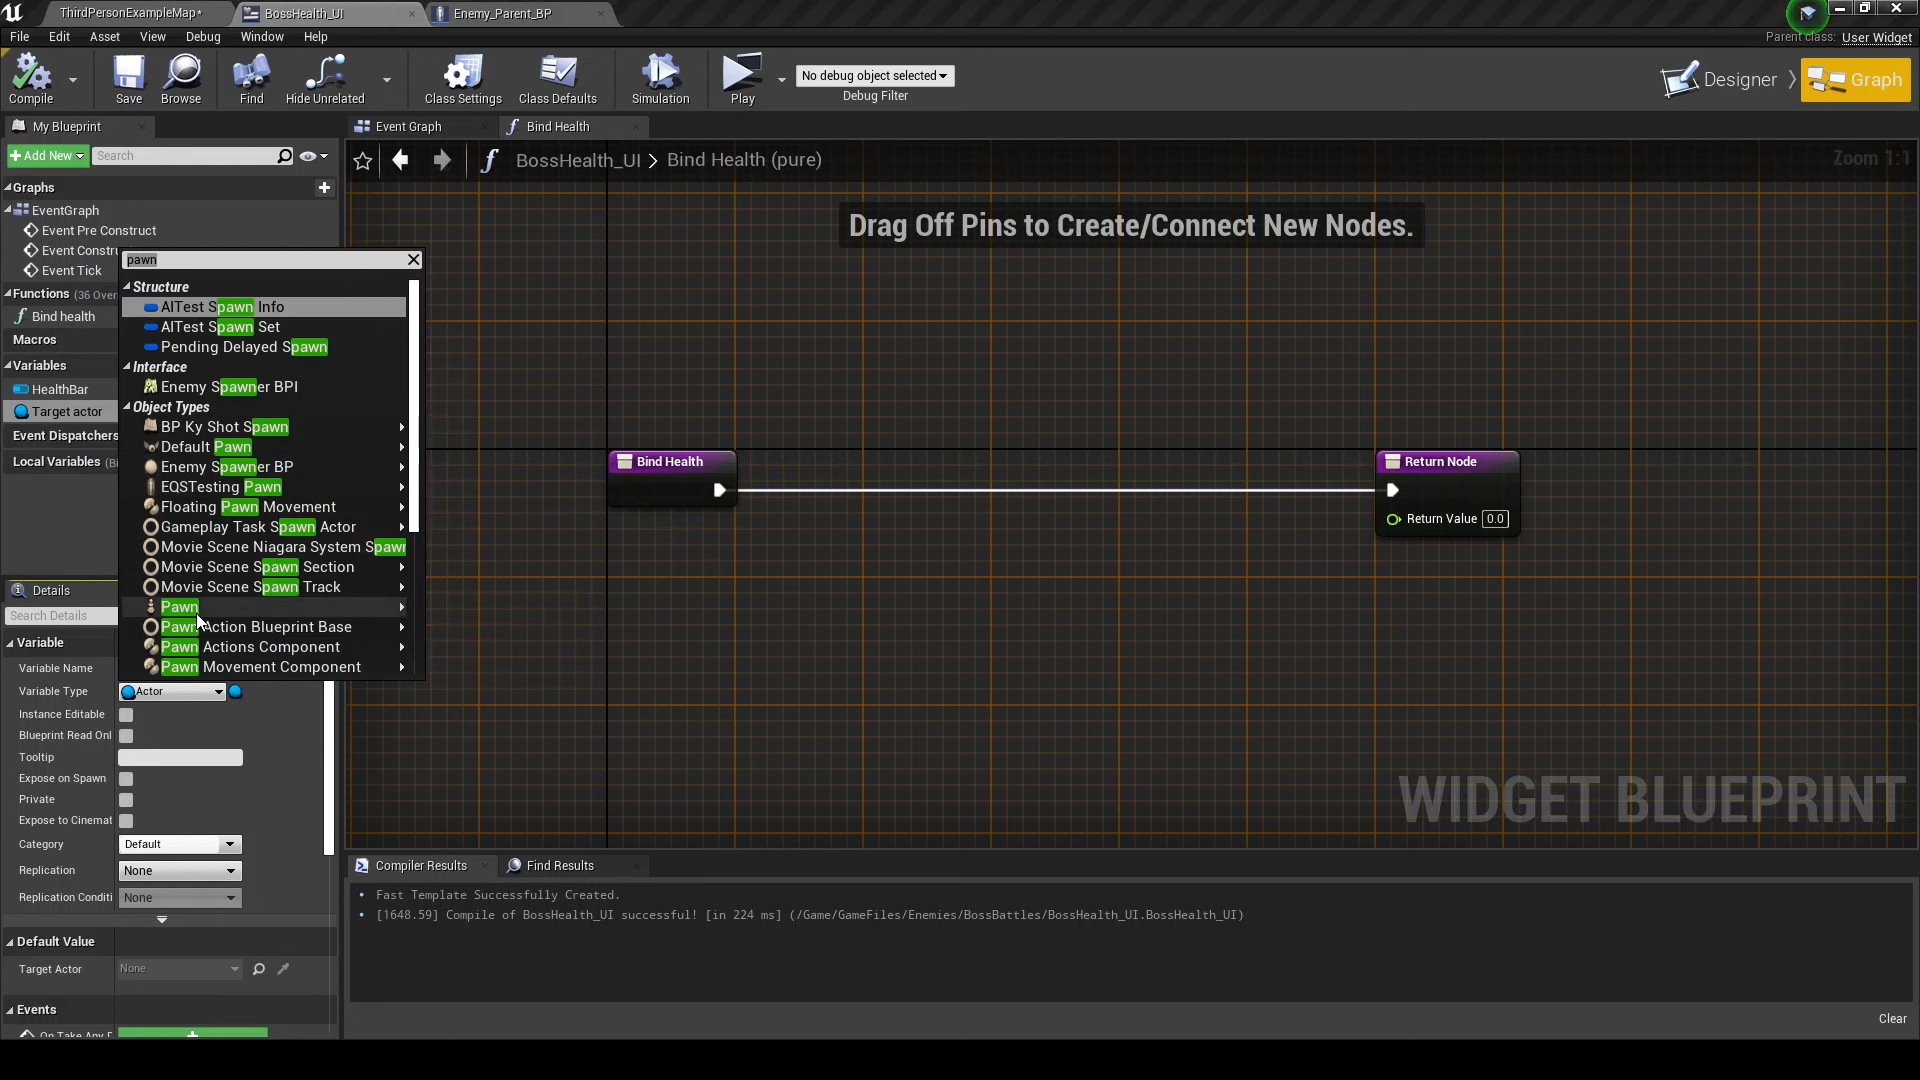 ThirdPersonExampleMap*
BossHealth_UI
Enemy_Parent_BP
File Edit Asset View Debug Window Help
Parent class: User Widget
Compile
Save
Browse
Find
Hide Unrelated
Class Settings
Class Defaults
Simulation
Play
No debug object selected
Debug Filter
Designer
Graph
My Blueprint
Event Graph
Bind Health
Add New
Search
BossHealth_UI > Bind Health (pure)
Zoom 1:1
Graphs
EventGraph
Event Pre Construct
Event Constru
Event Tick
Functions (36 Over
Bind health
Macros
Variables
HealthBar
Target actor
Event Dispatchers
Local Variables (Bi
Drag Off Pins to Create/Connect New Nodes.
pawn
Structure
AITest Spawn Info
AITest Spawn Set
Pending Delayed Spawn
Interface
Enemy Spawner BPI
Object Types
BP Ky Shot Spawn
Default Pawn
Enemy Spawner BP
EQSTesting Pawn
Floating Pawn Movement
Gameplay Task Spawn Actor
Movie Scene Niagara System Spawn
Movie Scene Spawn Section
Movie Scene Spawn Track
Pawn
Pawn Action Blueprint Base
Pawn Actions Component
Pawn Movement Component
Bind Health
Return Node
Return Value 0.0
WIDGET BLUEPRINT
Details
Search Details
Variable
Variable Name
Variable Type Actor
Instance Editable
Blueprint Read Onl
Tooltip
Expose on Spawn
Private
Expose to Cinemat
Category Default
Replication None
Replication Conditi None
Default Value
Target Actor None
Events
Compiler Results
Find Results
Fast Template Successfully Created.
[1648.59] Compile of BossHealth_UI successful! [in 224 ms] (/Game/GameFiles/Enemies/BossBattles/BossHealth_UI.BossHealth_UI)
Clear